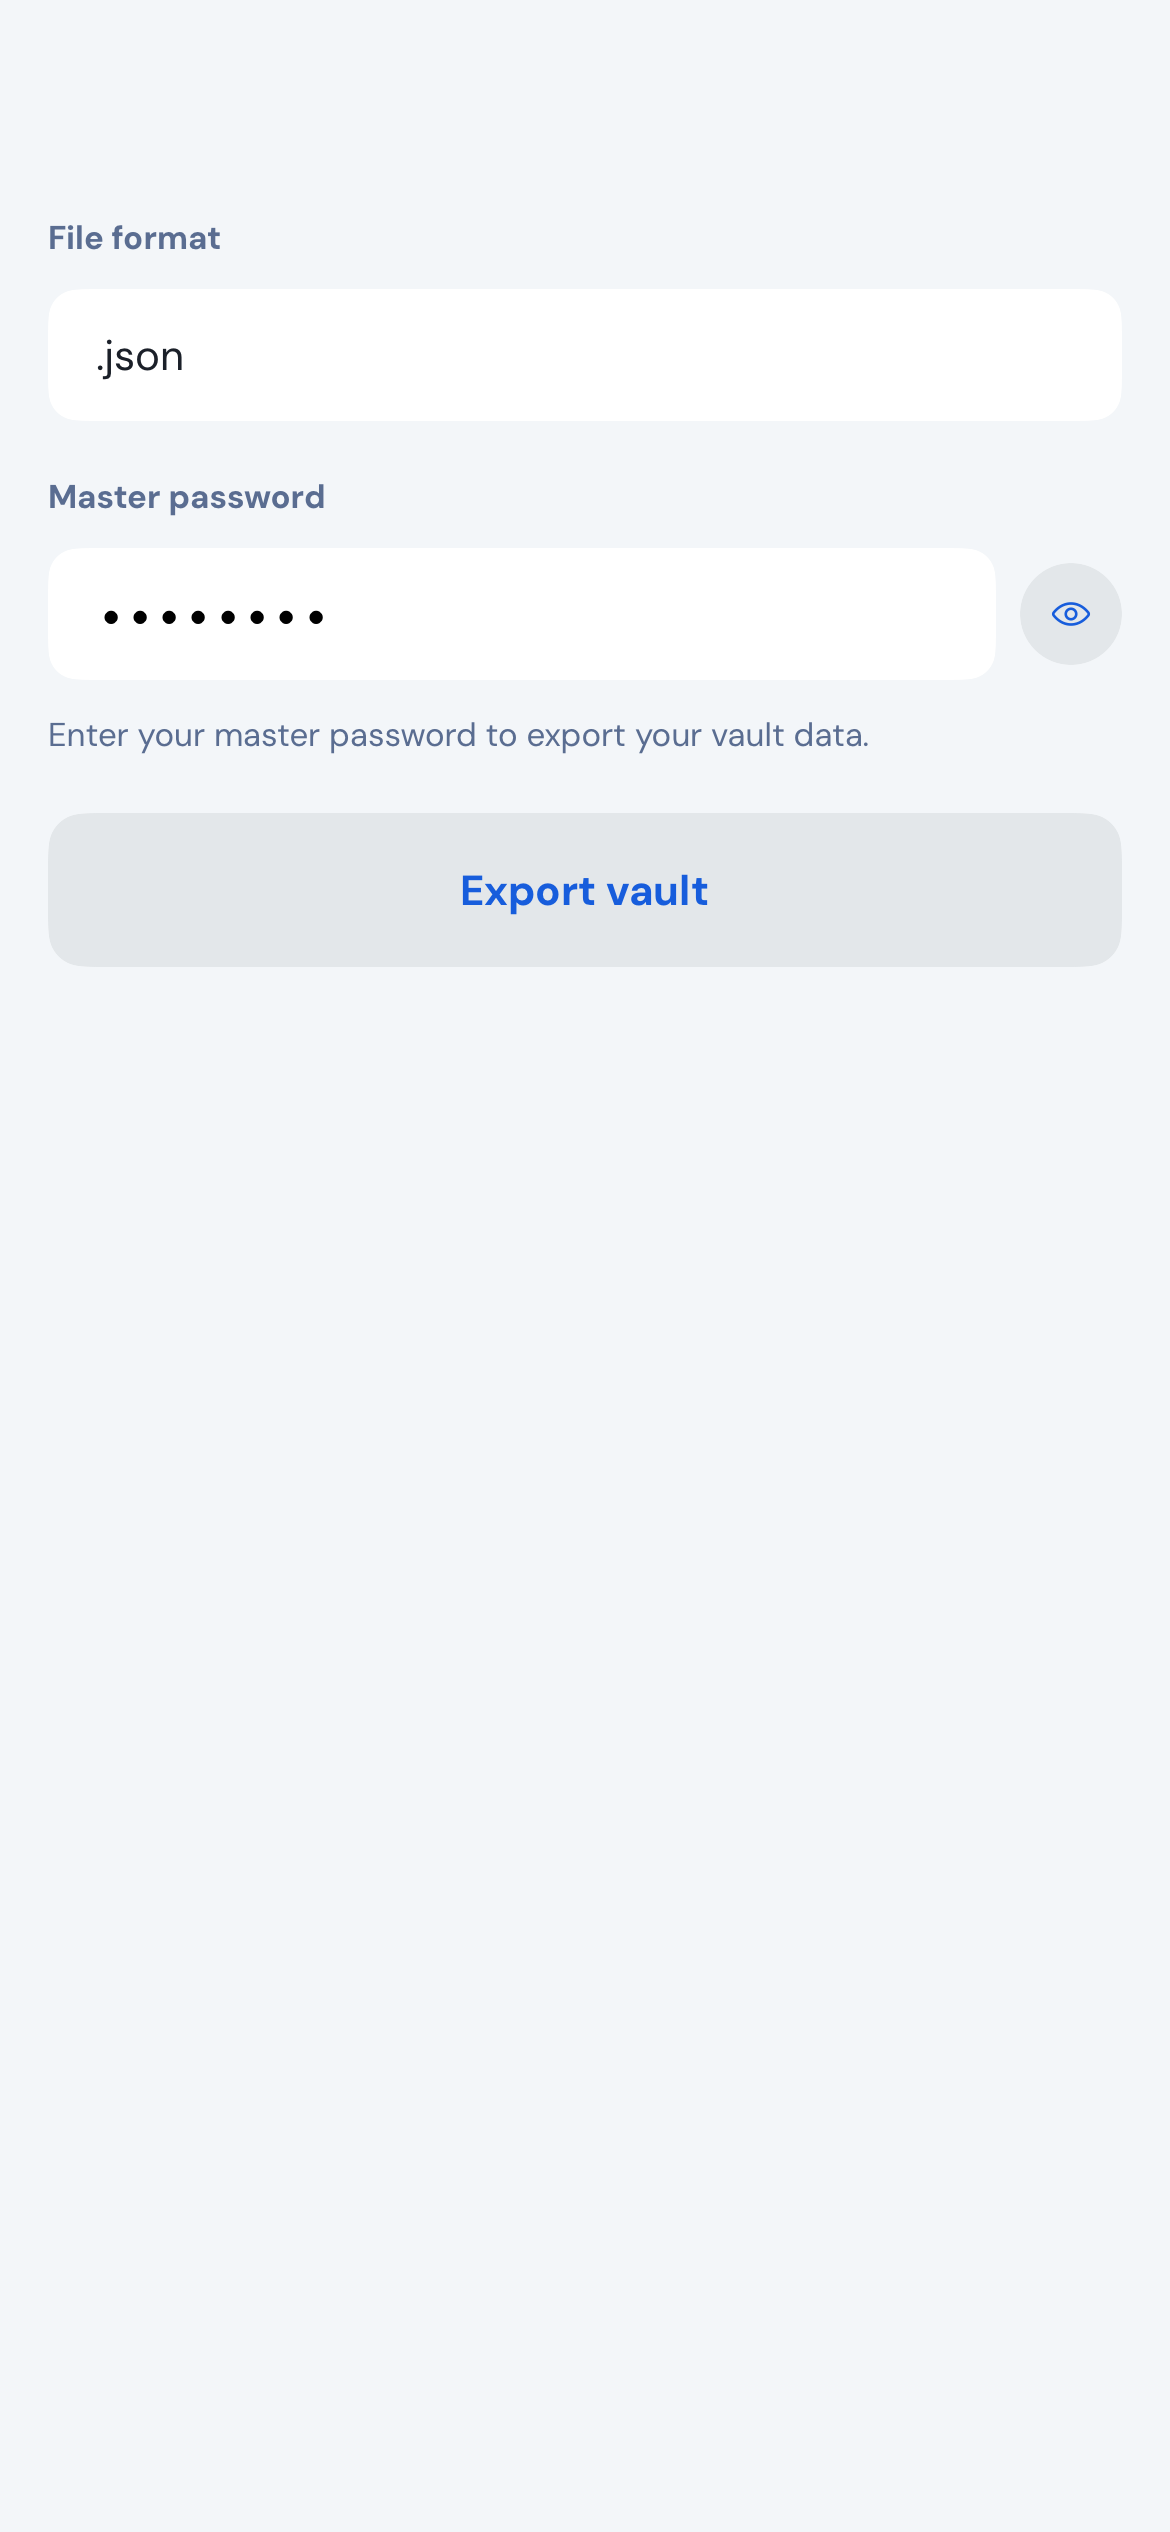 File format
.json
Master password
••••••••
Enter your master password to export your vault data.
Export vault